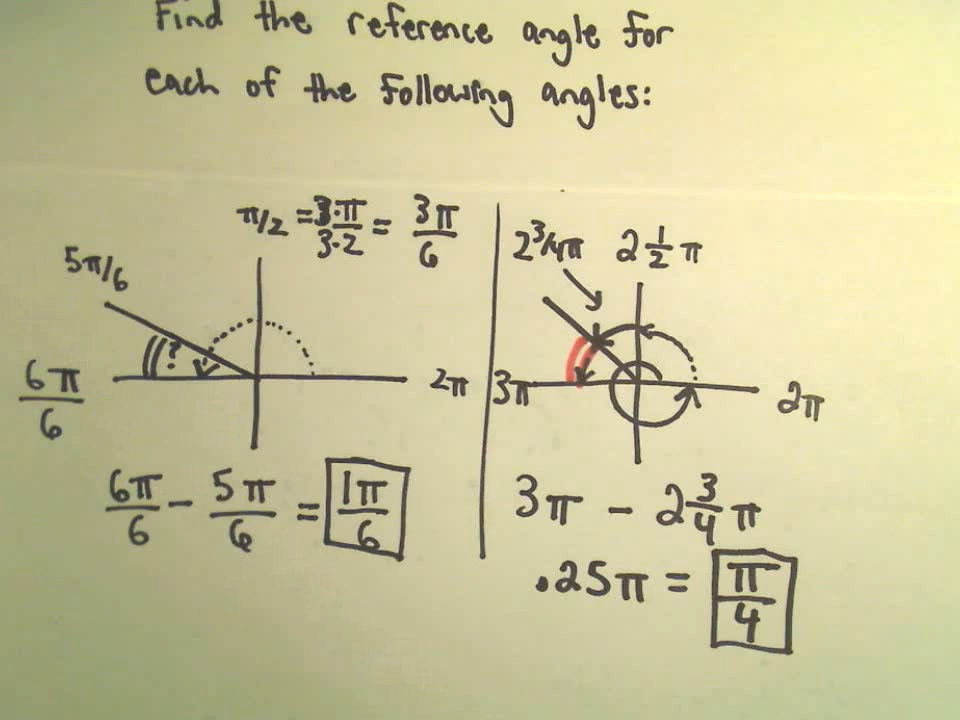 Find the reference angle for
each of the following angles:
π/2 = 3·π/3·2 = 3π/6
5π/6
?
6π/6
2π
6π/6 - 5π/6 = 1π/6
2 3/4π 2 1/2 π
3π
2π
3π - 2 3/4 π
.25π = π/4